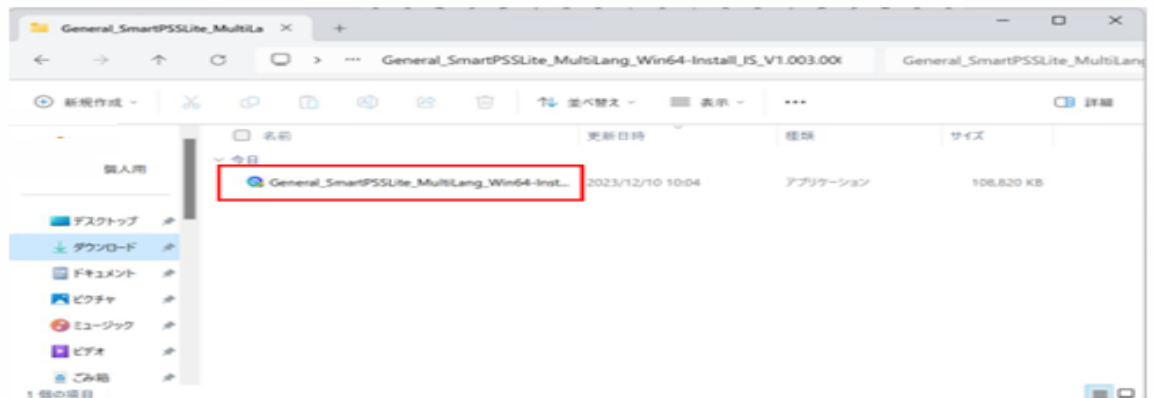 General_SmartPSSLite_MultiLa
General_SmartPSSLite_MultiLang_Win64-Install_IS_V1.003.00(
General_SmartPSSLite_MultiLang
新規作成
並べ替え
表示
詳細
名前 更新日時 種類 サイズ
個人用
今日
General_SmartPSSLite_MultiLang_Win64-Inst... 2023/12/10 10:04 アプリケーション 108,820 KB
デスクトップ
ダウンロード
ドキュメント
ピクチャ
ミュージック
ビデオ
ごみ箱
1 個の項目